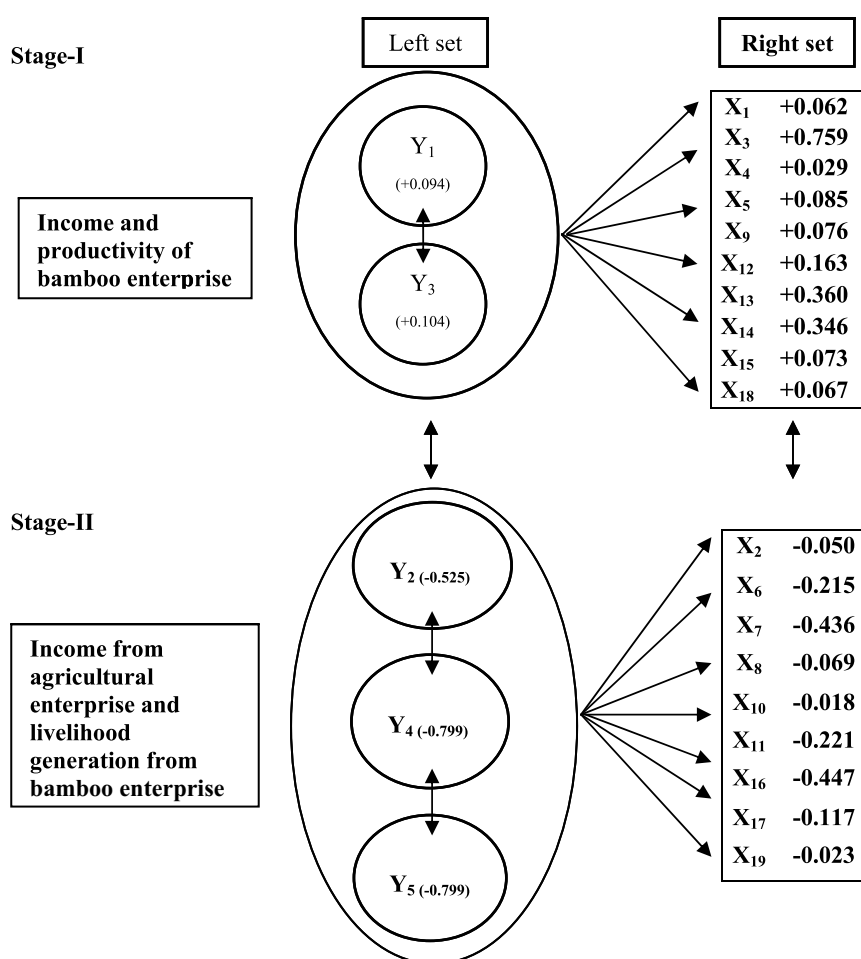 Stage-I
Left set
Right set
Y₁
(+0.094)
Y₃
(+0.104)
Income and
productivity of
bamboo enterprise
X₁ +0.062
X₃ +0.759
X₄ +0.029
X₅ +0.085
X₉ +0.076
X₁₂ +0.163
X₁₃ +0.360
X₁₄ +0.346
X₁₅ +0.073
X₁₈ +0.067
Stage-II
Y₂ (-0.525)
Y₄ (-0.799)
Y₅ (-0.799)
Income from
agricultural
enterprise and
livelihood
generation from
bamboo enterprise
X₂ -0.050
X₆ -0.215
X₇ -0.436
X₈ -0.069
X₁₀ -0.018
X₁₁ -0.221
X₁₆ -0.447
X₁₇ -0.117
X₁₉ -0.023